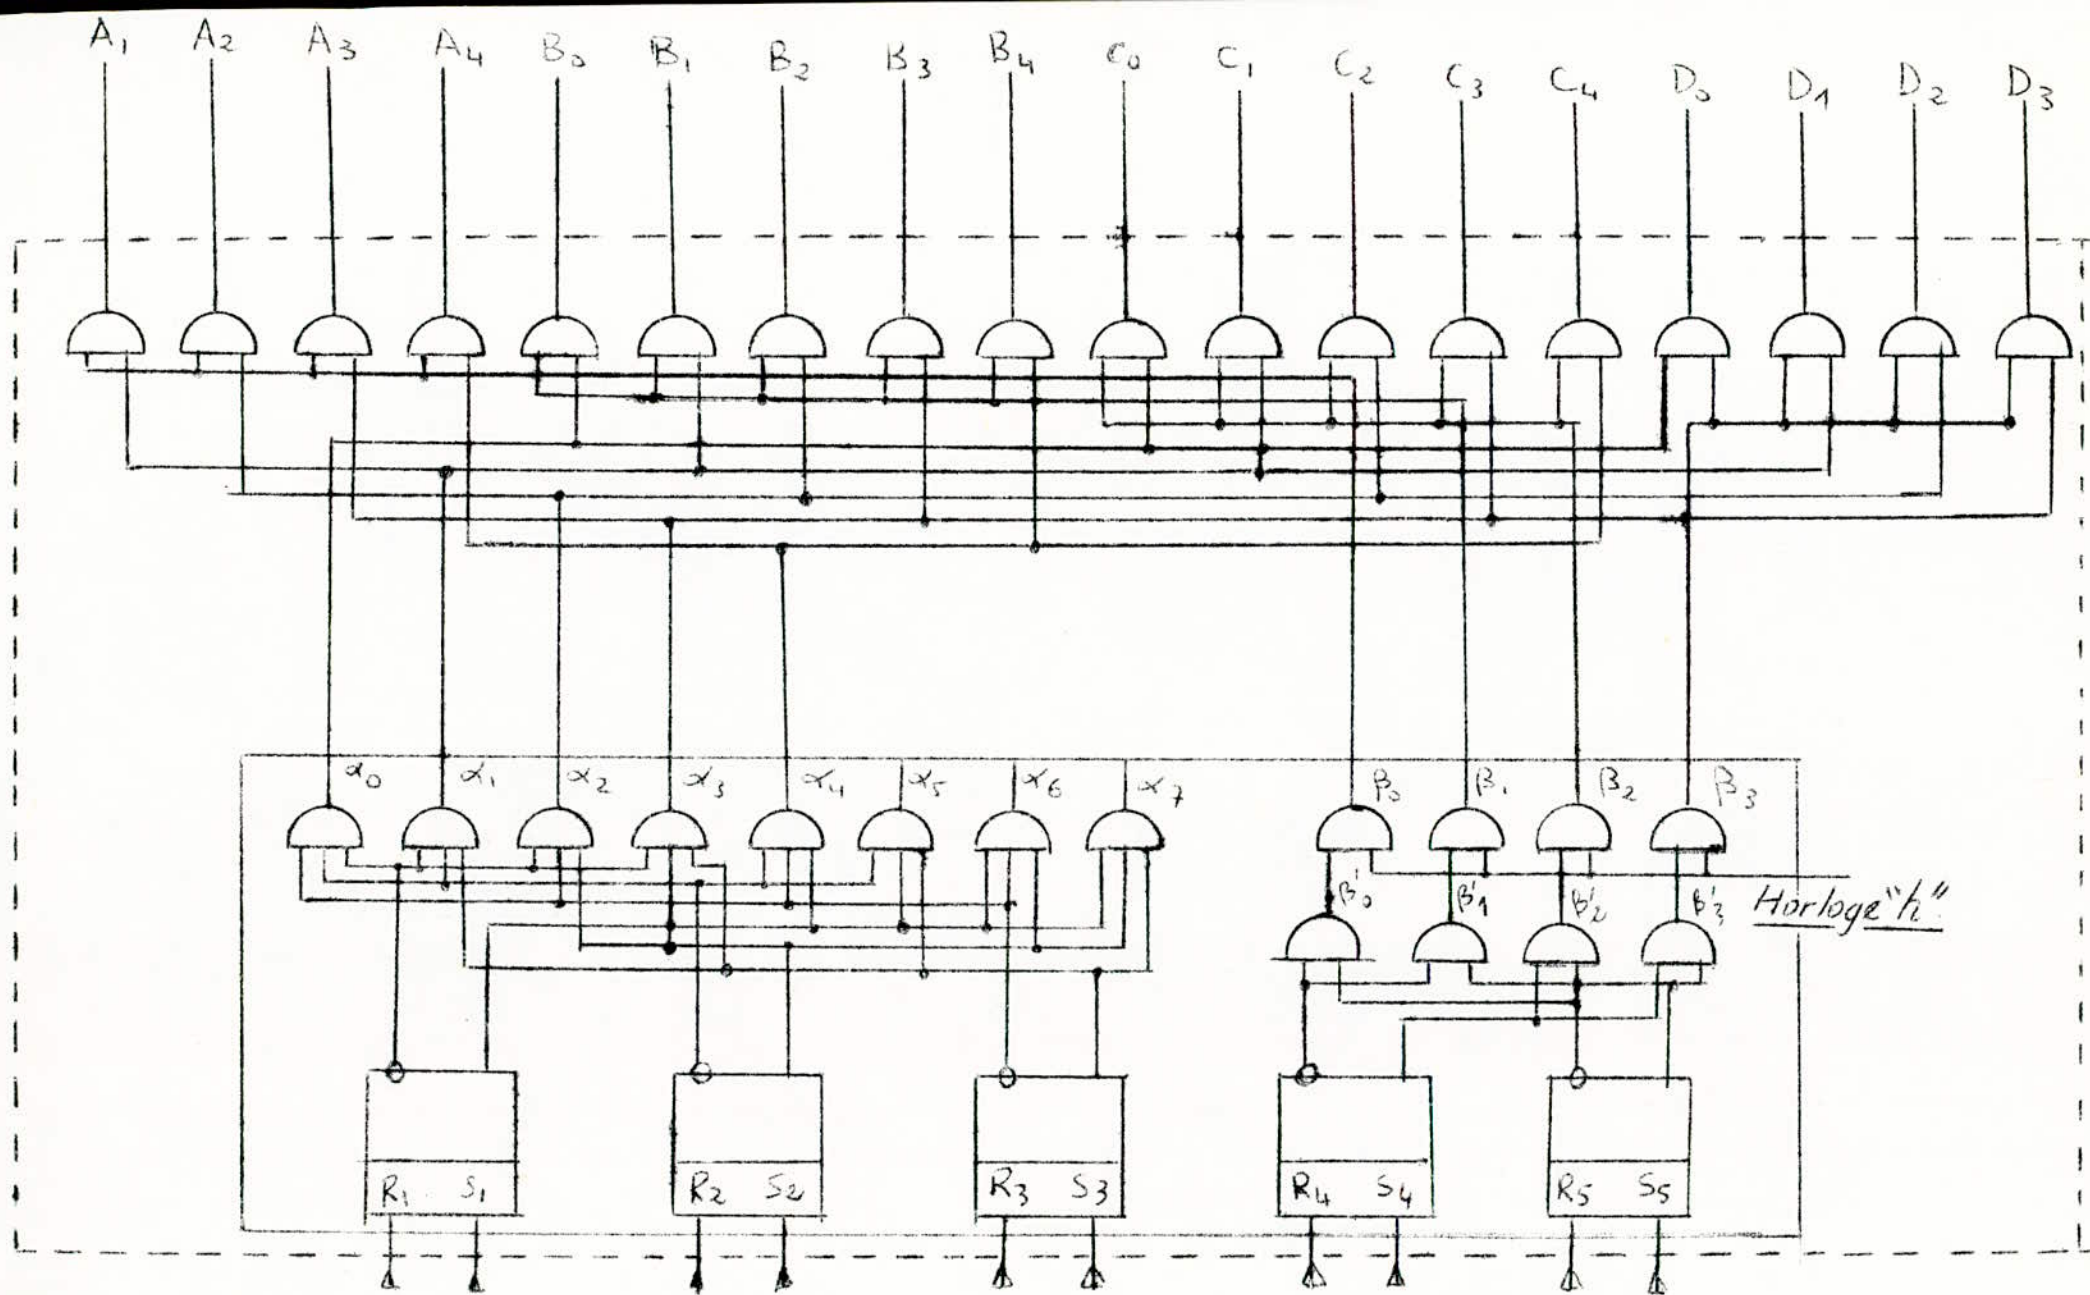 A₁ A₂ A₃ A₄ B₀ B₁ B₂ B₃ B₄ C₀ C₁ C₂ C₃ C₄ D₀ D₁ D₂ D₃
α₀ α₁ α₂ α₃ α₄ α₅ α₆ α₇ β₀ β₁ β₂ β₃
β'₀ β'₁ β'₂ β'₃ Horloge "h"
R₁ S₁ R₂ S₂ R₃ S₃ R₄ S₄ R₅ S₅